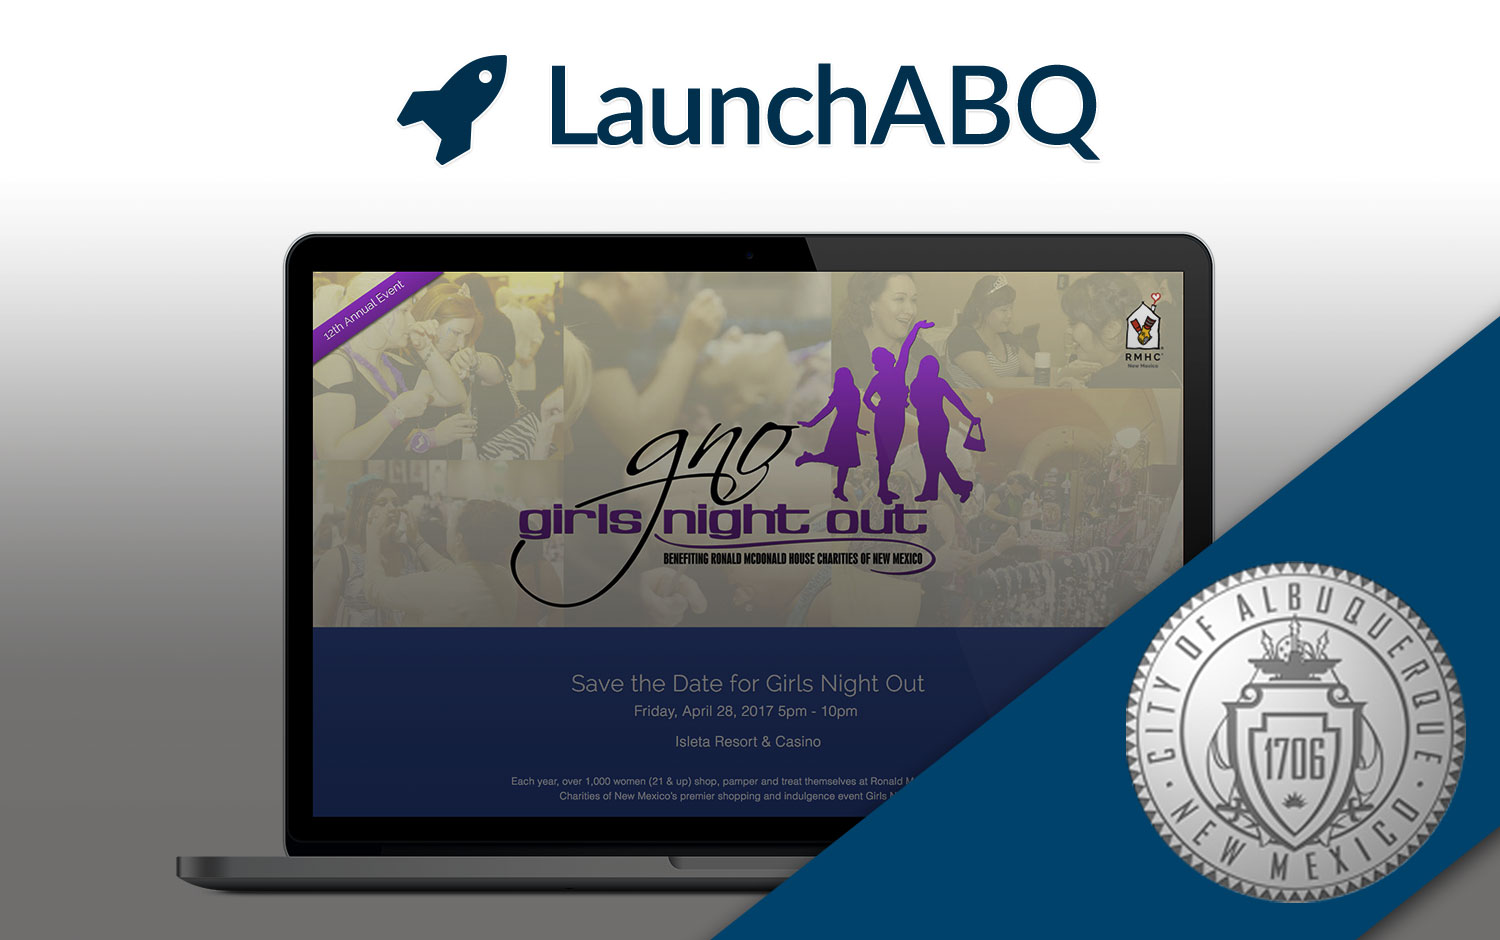 LaunchABQ
12th Annual Event
RMHC
New Mexico
gno
girls night out
BENEFITING RONALD MCDONALD HOUSE CHARITIES OF NEW MEXICO
Save the Date for Girls Night Out
Friday, April 28, 2017 5pm - 10pm
Isleta Resort & Casino
Each year, over 1,000 women (21 & up) shop, pamper and treat themselves at Ronald
Charities of New Mexico's premier shopping and indulgence event Girls
CITY OF ALBUQUERQUE
1706
· NEW MEXICO ·